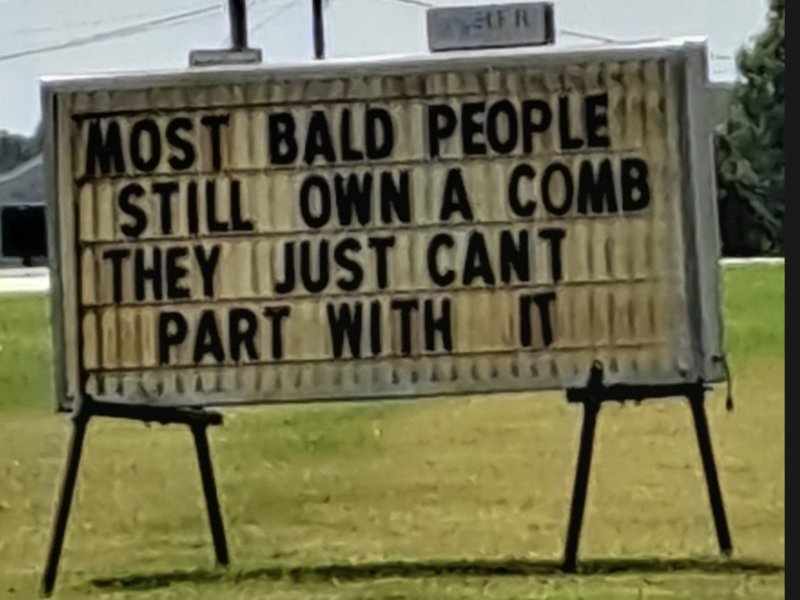 MOST BALD PEOPLE
STILL OWN A COMB
THEY JUST CANT
PART WITH IT